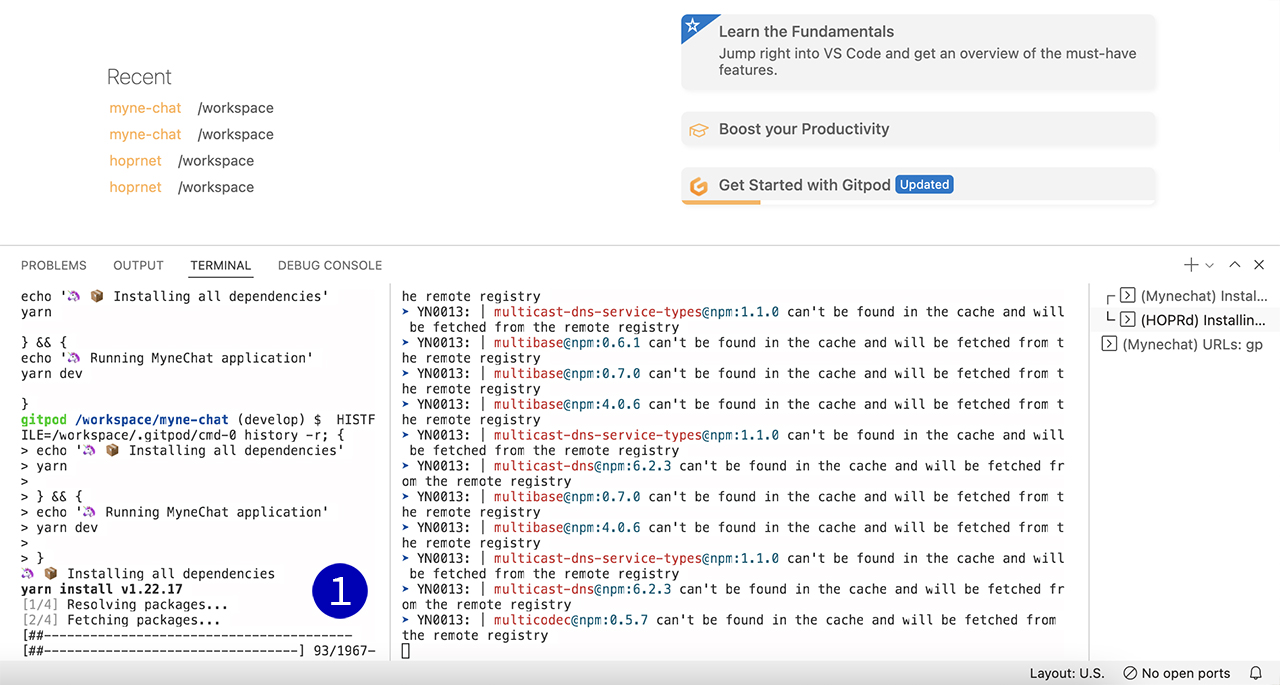 Learn the Fundamentals
Jump right into VS Code and get an overview of the must-have
features.
Recent
myne-chat /workspace
myne-chat /workspace
hoprnet /workspace
hoprnet /workspace
Boost your Productivity
Get Started with Gitpod Updated
PROBLEMS OUTPUT TERMINAL DEBUG CONSOLE
echo '🦄 📦 Installing all dependencies'
yarn
} && {
echo '🦄 Running MyneChat application'
yarn dev
}
gitpod /workspace/myne-chat (develop) $  HISTF
ILE=/workspace/.gitpod/cmd-0 history -r; {
> echo '🦄 📦 Installing all dependencies'
> yarn
>
> } && {
> echo '🦄 Running MyneChat application'
> yarn dev
>
> }
🦄 📦 Installing all dependencies
yarn install v1.22.17
[1/4] Resolving packages...
[2/4] Fetching packages...
[##----------------------------------------
[##---------------------------------] 93/1967-
1
he remote registry
➤ YN0013: │ multicast-dns-service-types@npm:1.1.0 can't be found in the cache and will
be fetched from the remote registry
➤ YN0013: │ multibase@npm:0.6.1 can't be found in the cache and will be fetched from t
he remote registry
➤ YN0013: │ multibase@npm:0.7.0 can't be found in the cache and will be fetched from t
he remote registry
➤ YN0013: │ multibase@npm:4.0.6 can't be found in the cache and will be fetched from t
he remote registry
➤ YN0013: │ multicast-dns-service-types@npm:1.1.0 can't be found in the cache and will
be fetched from the remote registry
➤ YN0013: │ multicast-dns@npm:6.2.3 can't be found in the cache and will be fetched fr
om the remote registry
➤ YN0013: │ multibase@npm:0.7.0 can't be found in the cache and will be fetched from t
he remote registry
➤ YN0013: │ multibase@npm:4.0.6 can't be found in the cache and will be fetched from t
he remote registry
➤ YN0013: │ multicast-dns-service-types@npm:1.1.0 can't be found in the cache and will
be fetched from the remote registry
➤ YN0013: │ multicast-dns@npm:6.2.3 can't be found in the cache and will be fetched fr
om the remote registry
➤ YN0013: │ multicodec@npm:0.5.7 can't be found in the cache and will be fetched from
the remote registry
(Mynechat) Instal...
(HOPRd) Installin...
(Mynechat) URLs: gp
Layout: U.S. No open ports